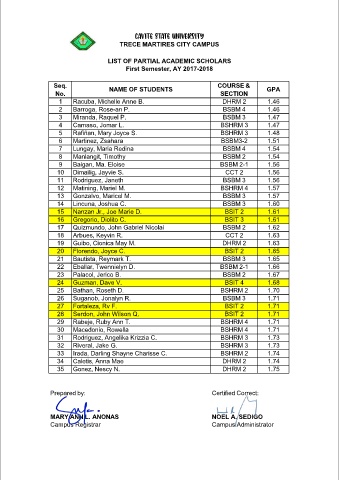 CAVITE STATE UNIVERSITY
TRECE MARTIRES CITY CAMPUS
LIST OF PARTIAL ACADEMIC SCHOLARS
First Semester, AY 2017-2018
Seq. No. NAME OF STUDENTS COURSE & SECTION GPA
1 Racuba, Michelle Anne B. DHRM 2 1.46
2 Barroga, Rose-an P. BSBM 4 1.46
3 Miranda, Raquel P. BSBM 3 1.47
4 Camaso, Jomar L. BSHRM 3 1.47
5 Rafiñan, Mary Joyce S. BSHRM 3 1.48
6 Martinez, Zsahara BSBM3-2 1.51
7 Lungay, Maria Rodina BSBM 4 1.54
8 Manlangit, Timothy BSBM 2 1.54
9 Baigan, Ma. Eloise BSBM 2-1 1.56
10 Dimailig, Jayvie S. CCT 2 1.56
11 Rodriguez, Janeth BSBM 3 1.56
12 Matining, Mariel M. BSHRM 4 1.57
13 Gonzalvo, Maricel M. BSBM 3 1.57
14 Lincuna, Joshua C. BSBM 3 1.60
15 Narzan Jr., Joe Marie D. BSIT 2 1.61
16 Gregorio, Diolito C. BSIT 3 1.61
17 Quizmundo, John Gabriel Nicolai BSBM 2 1.62
18 Arbues, Keyvin R. CCT 2 1.63
19 Guibo, Clonica May M. DHRM 2 1.63
20 Florendo, Joyce C. BSIT 2 1.65
21 Bautista, Reymark T. BSBM 3 1.65
22 Eballar, Twennielyn D. BSBM 2-1 1.66
23 Palacol, Jerico B. BSBM 2 1.67
24 Guzman, Dave V. BSIT 4 1.68
25 Bathan, Roseth D. BSHRM 2 1.70
26 Suganob, Jonalyn R. BSBM 3 1.71
27 Fortaleza, Rv F. BSIT 2 1.71
28 Serdon, John Wilson Q. BSIT 2 1.71
29 Rabeje, Ruby Ann T. BSHRM 4 1.71
30 Macedonio, Rowella BSHRM 4 1.71
31 Rodriguez, Angelika Krizzia C. BSHRM 3 1.73
32 Riveral, Jake G. BSHRM 3 1.73
33 Irada, Darling Shayne Charisse C. BSHRM 2 1.74
34 Calotis, Anna Mae DHRM 2 1.74
35 Gonez, Nescy N. DHRM 2 1.75
Prepared by: Certified Correct:
MARY ANN L. ANONAS NOEL A. SEDIGO
Campus Registrar Campus Administrator